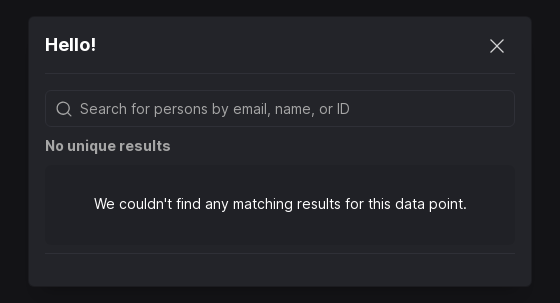 Hello!
Search for persons by email, name, or ID
No unique results
We couldn't find any matching results for this data point.